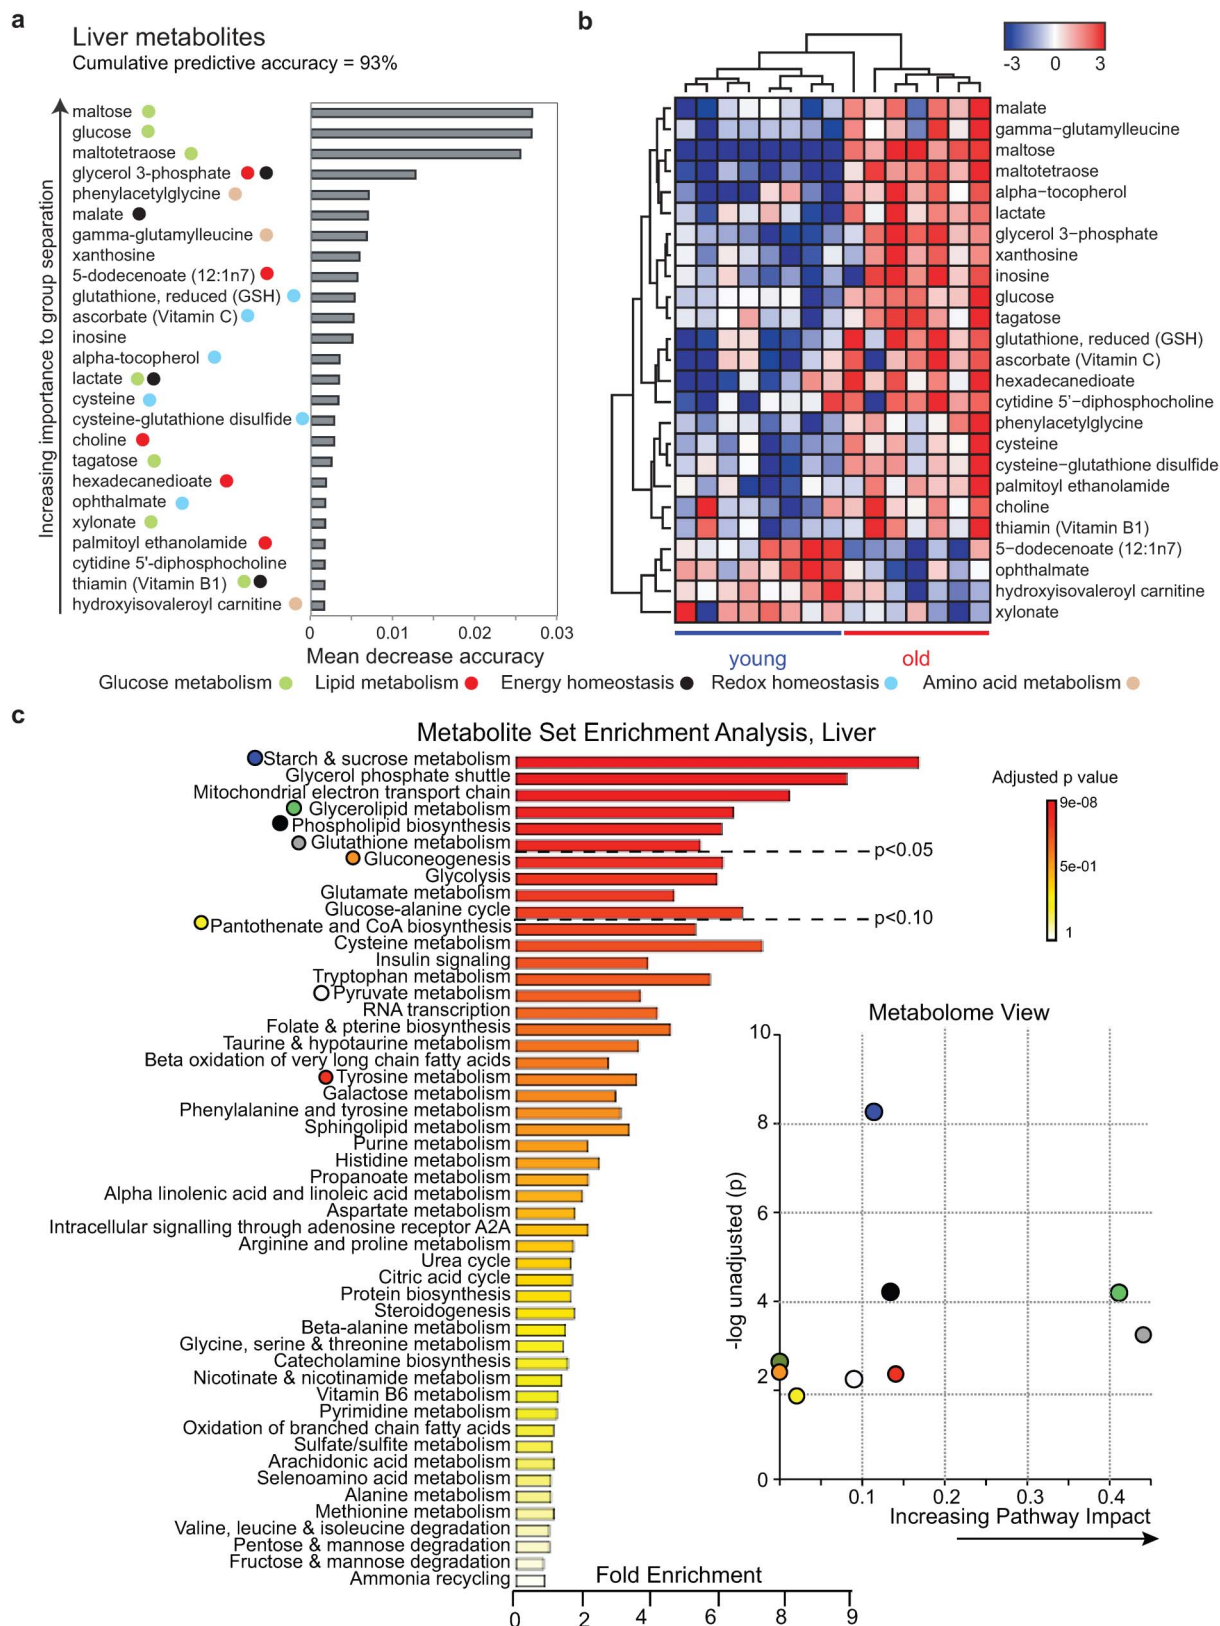 a
Liver metabolites
Cumulative predictive accuracy = 93%
Increasing importance to group separation
maltose
glucose
maltotetraose
glycerol 3-phosphate
phenylacetylglycine
malate
gamma-glutamylleucine
xanthosine
5-dodecenoate (12:1n7)
glutathione, reduced (GSH)
ascorbate (Vitamin C)
inosine
alpha-tocopherol
lactate
cysteine
cysteine-glutathione disulfide
choline
tagatose
hexadecanedioate
ophthalmate
xylonate
palmitoyl ethanolamide
cytidine 5'-diphosphocholine
thiamin (Vitamin B1)
hydroxyisovaleroyl carnitine
0 0.01 0.02 0.03
Mean decrease accuracy
b
-3 0 3
malate
gamma−glutamylleucine
maltose
maltotetraose
alpha−tocopherol
lactate
glycerol 3−phosphate
xanthosine
inosine
glucose
tagatose
glutathione, reduced (GSH)
ascorbate (Vitamin C)
hexadecanedioate
cytidine 5'−diphosphocholine
phenylacetylglycine
cysteine
cysteine−glutathione disulfide
palmitoyl ethanolamide
choline
thiamin (Vitamin B1)
5−dodecenoate (12:1n7)
ophthalmate
hydroxyisovaleroyl carnitine
xylonate
young old
Glucose metabolism Lipid metabolism Energy homeostasis Redox homeostasis Amino acid metabolism
c
Metabolite Set Enrichment Analysis, Liver
Starch & sucrose metabolism
Glycerol phosphate shuttle
Mitochondrial electron transport chain
Glycerolipid metabolism
Phospholipid biosynthesis
Glutathione metabolism
p<0.05
Gluconeogenesis
Glycolysis
Glutamate metabolism
Glucose-alanine cycle
p<0.10
Pantothenate and CoA biosynthesis
Cysteine metabolism
Insulin signaling
Tryptophan metabolism
Pyruvate metabolism
RNA transcription
Folate & pterine biosynthesis
Taurine & hypotaurine metabolism
Beta oxidation of very long chain fatty acids
Tyrosine metabolism
Galactose metabolism
Phenylalanine and tyrosine metabolism
Sphingolipid metabolism
Purine metabolism
Histidine metabolism
Propanoate metabolism
Alpha linolenic acid and linoleic acid metabolism
Aspartate metabolism
Intracellular signalling through adenosine receptor A2A
Arginine and proline metabolism
Urea cycle
Citric acid cycle
Protein biosynthesis
Steroidogenesis
Beta-alanine metabolism
Glycine, serine & threonine metabolism
Catecholamine biosynthesis
Nicotinate & nicotinamide metabolism
Vitamin B6 metabolism
Pyrimidine metabolism
Oxidation of branched chain fatty acids
Sulfate/sulfite metabolism
Arachidonic acid metabolism
Selenoamino acid metabolism
Alanine metabolism
Methionine metabolism
Valine, leucine & isoleucine degradation
Pentose & mannose degradation
Fructose & mannose degradation
Ammonia recycling
Fold Enrichment
0 2 4 6 8 9
Adjusted p value
9e-08
5e-01
1
Metabolome View
-log unadjusted (p)
10
8
6
4
2
0
0.1 0.2 0.3 0.4
Increasing Pathway Impact